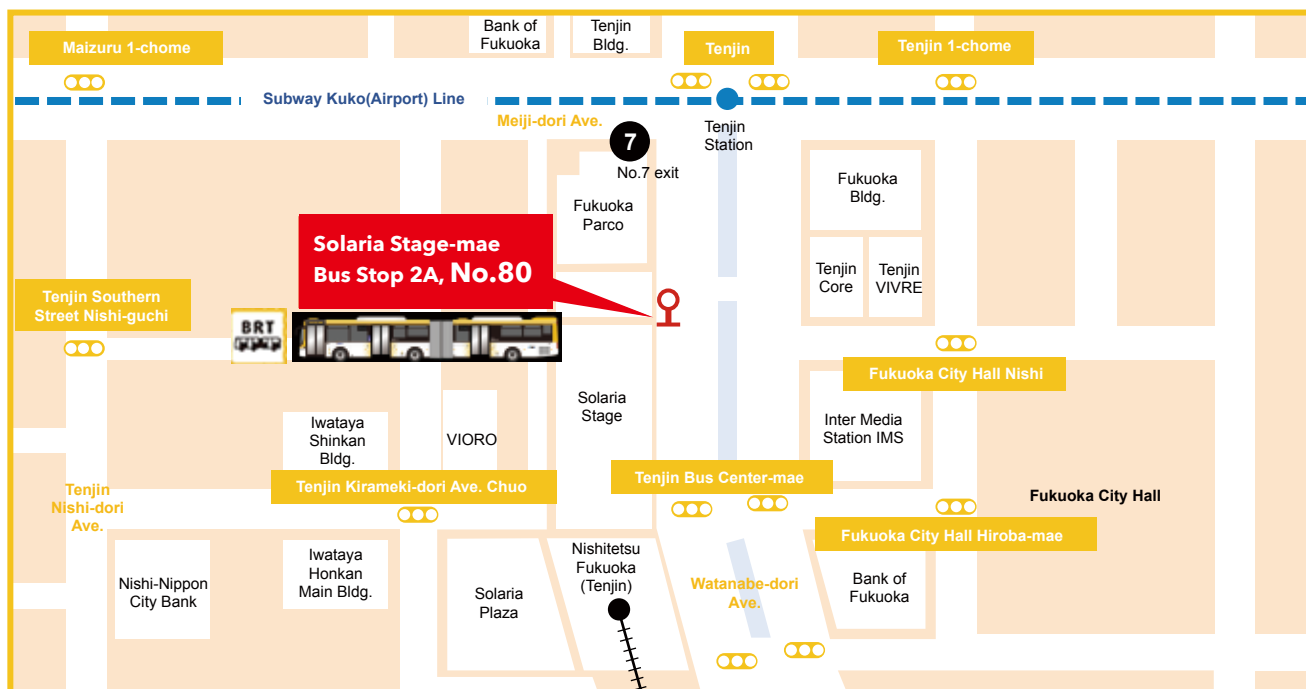 Bank of
Fukuoka
Tenjin
Bldg.
Maizuru 1-chome
Tenjin
Tenjin 1-chome
Subway Kuko(Airport) Line
Meiji-dori Ave.
Tenjin
Station
7
No.7 exit
Fukuoka
Parco
Fukuoka
Bldg.
Solaria Stage-mae
Bus Stop 2A, No.80
Tenjin
Core
Tenjin
VIVRE
Tenjin Southern
Street Nishi-guchi
BRT
Fukuoka City Hall Nishi
Solaria
Stage
Iwataya
Shinkan
Bldg.
VIORO
Inter Media
Station IMS
Tenjin Kirameki-dori Ave. Chuo
Tenjin Bus Center-mae
Tenjin
Nishi-dori
Ave.
Fukuoka City Hall
Fukuoka City Hall Hiroba-mae
Nishi-Nippon
City Bank
Iwataya
Honkan
Main Bldg.
Solaria
Plaza
Nishitetsu
Fukuoka
(Tenjin)
Watanabe-dori
Ave.
Bank of
Fukuoka